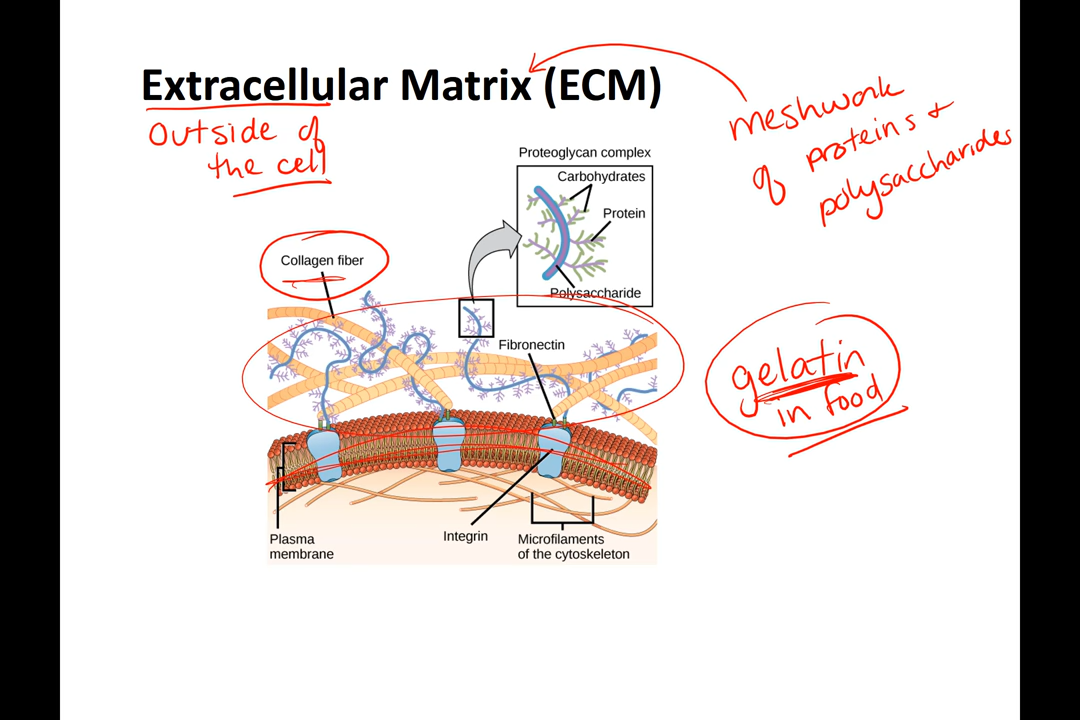 Extracellular Matrix (ECM)
outside of
the cell
meshwork
of proteins +
polysaccharides
Proteoglycan complex
Carbohydrates
Protein
Polysaccharide
Collagen fiber
Fibronectin
gelatin
in food
Plasma
membrane
Integrin
Microfilaments
of the cytoskeleton